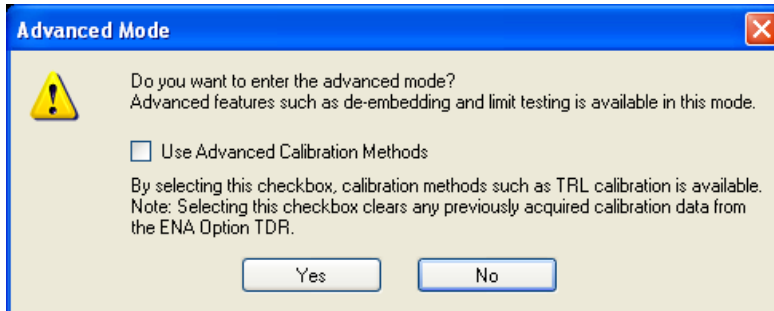 Advanced Mode
Do you want to enter the advanced mode?
Advanced features such as de-embedding and limit testing is available in this mode.
Use Advanced Calibration Methods
By selecting this checkbox, calibration methods such as TRL calibration is available.
Note: Selecting this checkbox clears any previously acquired calibration data from
the ENA Option TDR.
Yes No